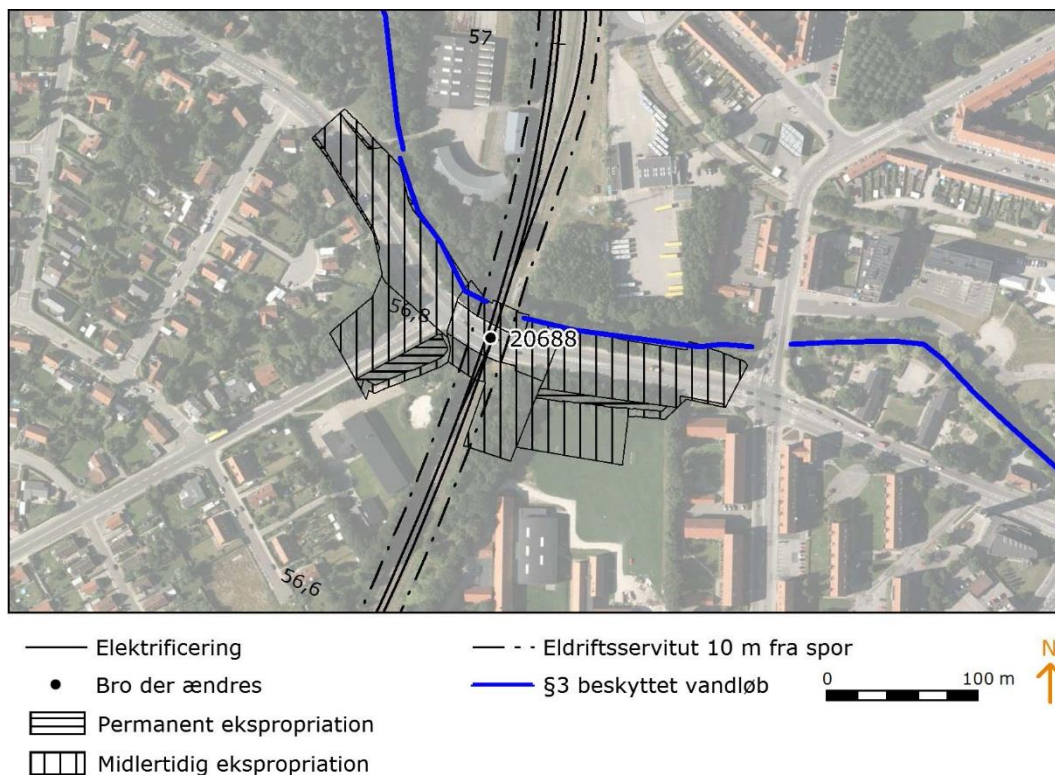 57
56,8
20688
56,6
Elektrificering
Eldriftsservitut 10 m fra spor
N
Bro der ændres
§3 beskyttet vandløb
0 100 m
Permanent ekspropriation
Midlertidig ekspropriation